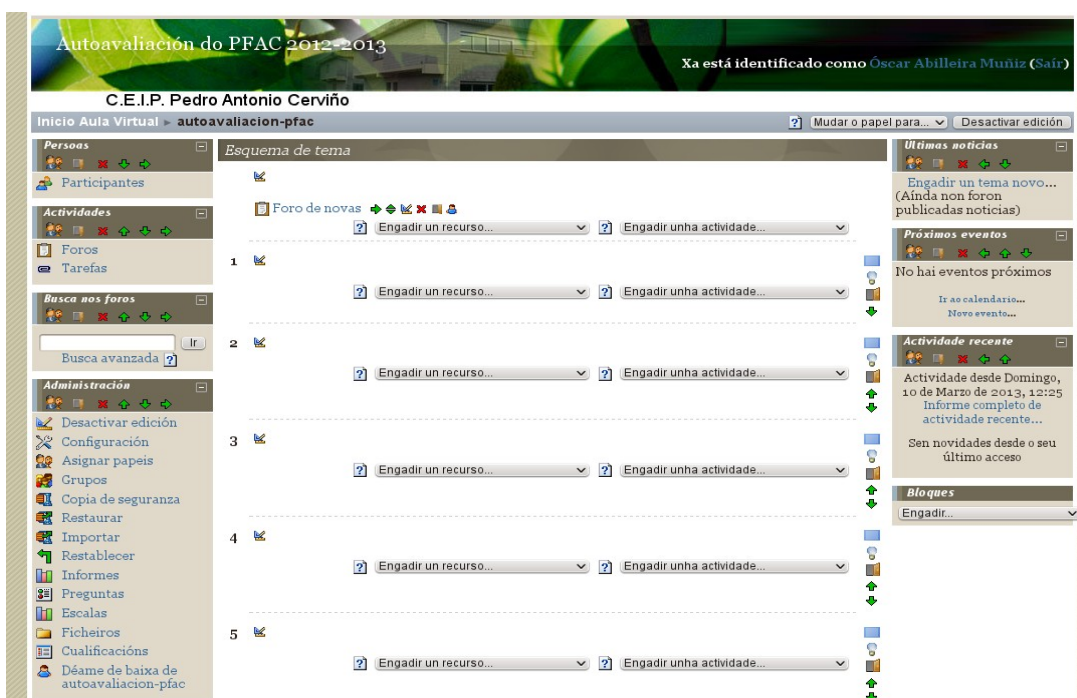 Autoavaliación do PFAC 2012-2013
Xa está identificado como Óscar Abilleira Muñiz (Saír)
C.E.I.P. Pedro Antonio Cerviño
Inicio Aula Virtual ► autoavaliacion-pfac
Mudar o papel para...
Desactivar edición
Persoas
Participantes
Actividades
Foros
Tarefas
Busca nos foros
Ir
Busca avanzada
Administración
Desactivar edición
Configuración
Asignar papeis
Grupos
Copia de seguranza
Restaurar
Importar
Restablecer
Informes
Preguntas
Escalas
Ficheiros
Cualificacións
Déame de baixa de
autoavaliacion-pfac
Esquema de tema
Foro de novas
Engadir un recurso... Engadir unha actividade...
1
Engadir un recurso... Engadir unha actividade...
2
Engadir un recurso... Engadir unha actividade...
3
Engadir un recurso... Engadir unha actividade...
4
Engadir un recurso... Engadir unha actividade...
5
Engadir un recurso... Engadir unha actividade...
Últimas noticias
Engadir un tema novo...
(Aínda non foron
publicadas noticias)
Próximos eventos
No hai eventos próximos
Ir ao calendario...
Novo evento...
Actividade recente
Actividade desde Domingo,
10 de Marzo de 2013, 12:25
Informe completo de
actividade recente...
Sen novidades desde o seu
último acceso
Bloques
Engadir...